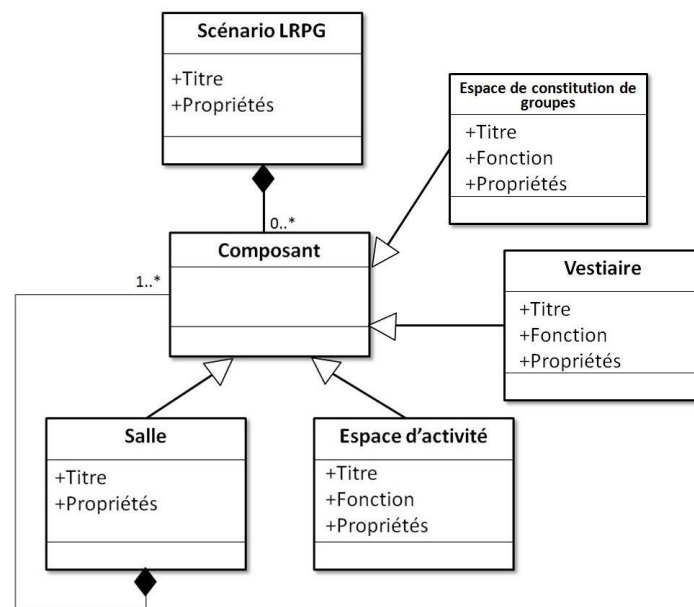 Scénario LRPG
+Titre
+Propriétés
Espace de constitution de
groupes
+Titre
+Fonction
+Propriétés
0..*
Composant
1..*
Vestiaire
+Titre
+Fonction
+Propriétés
Salle
+Titre
+Propriétés
Espace d'activité
+Titre
+Fonction
+Propriétés